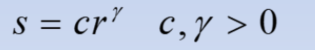 s = cr^γ   c, γ > 0